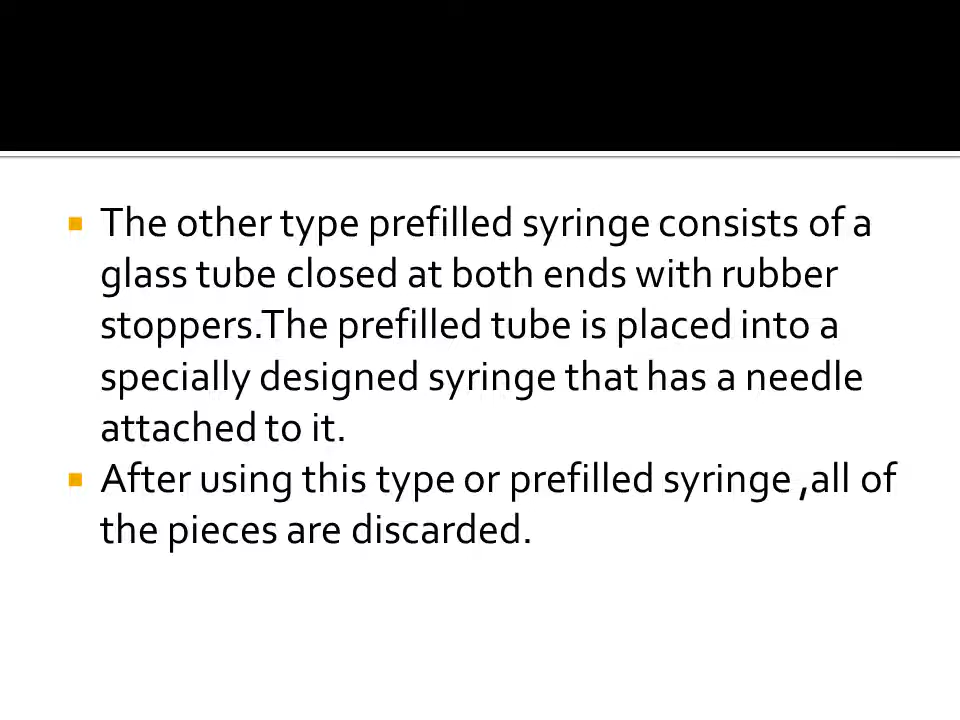 The other type prefilled syringe consists of a
glass tube closed at both ends with rubber
stoppers.The prefilled tube is placed into a
specially designed syringe that has a needle
attached to it.
After using this type or prefilled syringe ,all of
the pieces are discarded.